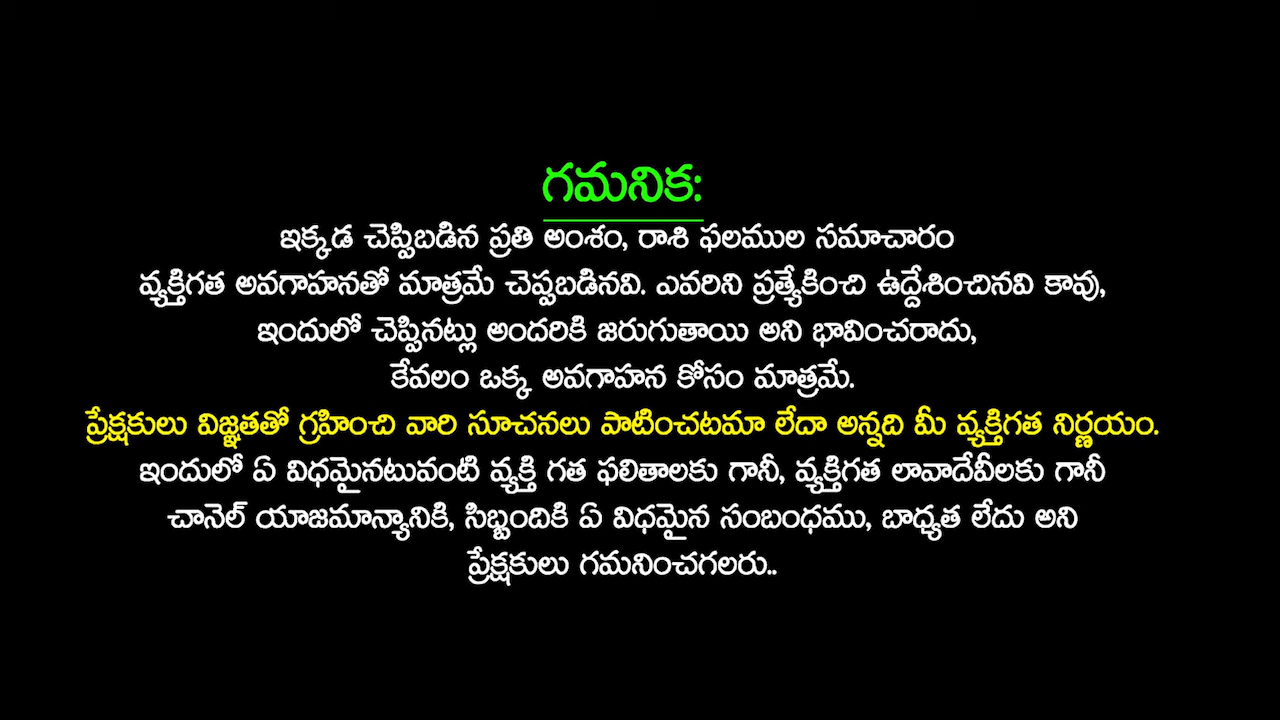 గమనిక:
ఇక్కడ చెప్పిబడిన ప్రతి అంశం, రాశి ఫలముల సమాచారం
వ్యక్తిగత అవగాహనతో మాత్రమే చెప్పబడినవి. ఎవరిని ప్రత్యేకించి ఉద్దేశించినవి కావు,
ఇందులో చెప్పినట్లు అందరికి జరుగుతాయి అని భావించరాదు,
కేవలం ఒక్క అవగాహన కోసం మాత్రమే.
ప్రేక్షకులు విజ్ఞతతో గ్రహించి వారి సూచనలు పాటించటమా లేదా అన్నది మీ వ్యక్తిగత నిర్ణయం.
ఇందులో ఏ విధమైనటువంటి వ్యక్తి గత ఫలితాలకు గానీ, వ్యక్తిగత లావాదేవీలకు గానీ
చానెల్ యాజమాన్యానికి, సిబ్బందికి ఏ విధమైన సంబంధము, బాధ్యత లేదు అని
ప్రేక్షకులు గమనించగలరు..